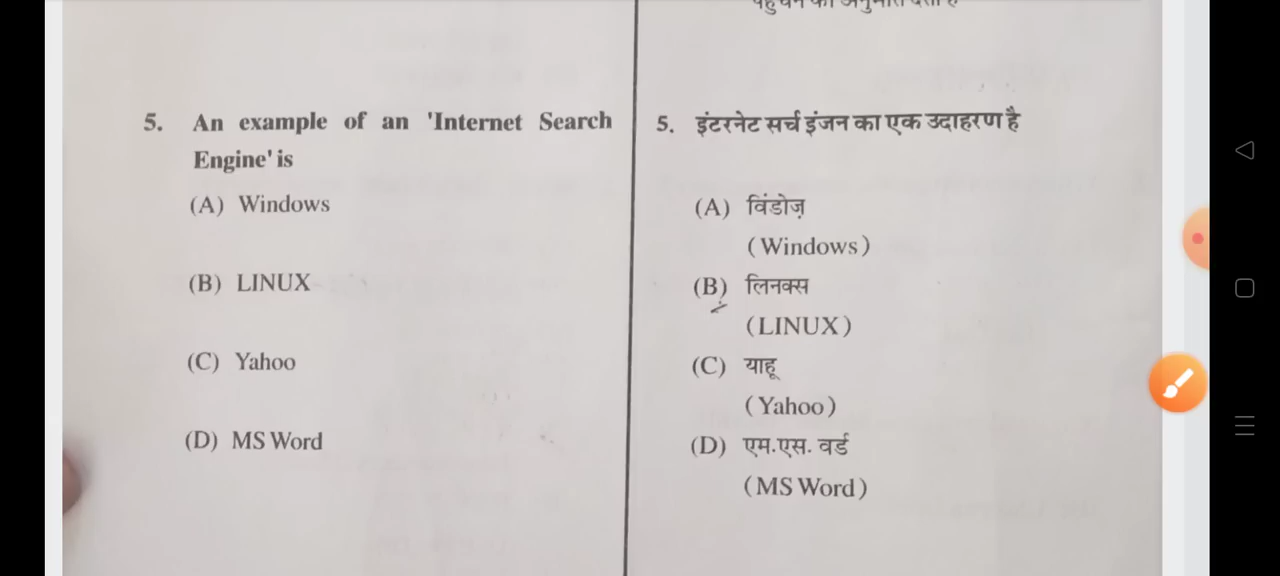 5. An example of an 'Internet Search
Engine' is
(A) Windows
(B) LINUX
(C) Yahoo
(D) MS Word
5. इंटरनेट सर्च इंजन का एक उदाहरण है
(A) विंडोज़
(Windows)
(B) लिनक्स
(LINUX)
(C) याहू
(Yahoo)
(D) एम.एस. वर्ड
(MS Word)